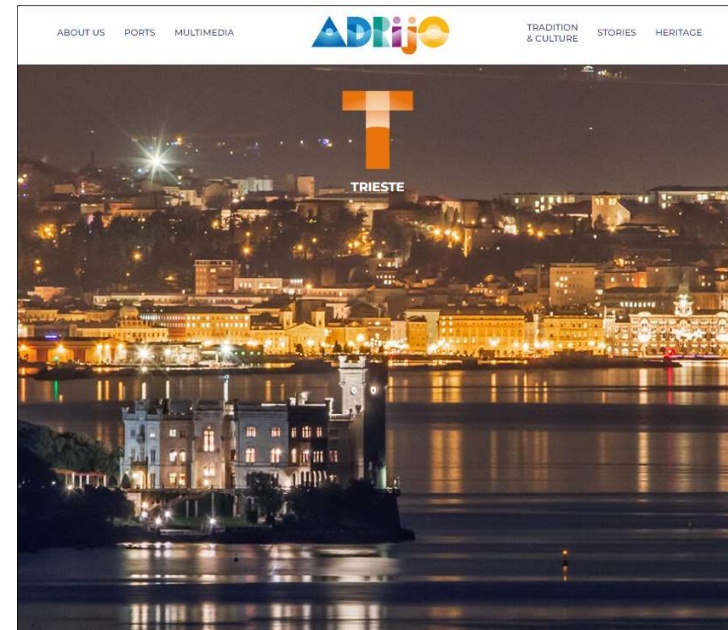 ABOUT US PORTS MULTIMEDIA ADRijO TRADITION & CULTURE STORIES HERITAGE
T
TRIESTE